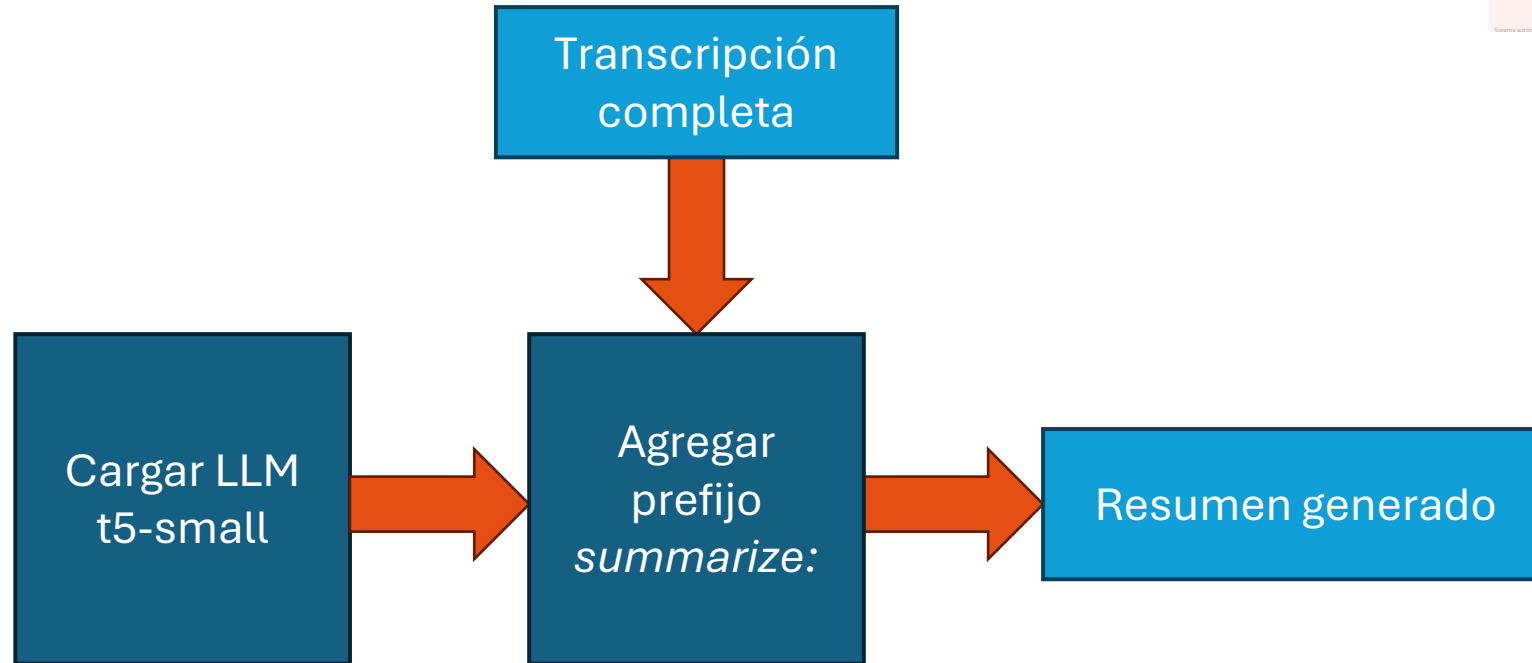 Transcripción
completa
Cargar LLM
t5-small
Agregar
prefijo
summarize:
Resumen generado